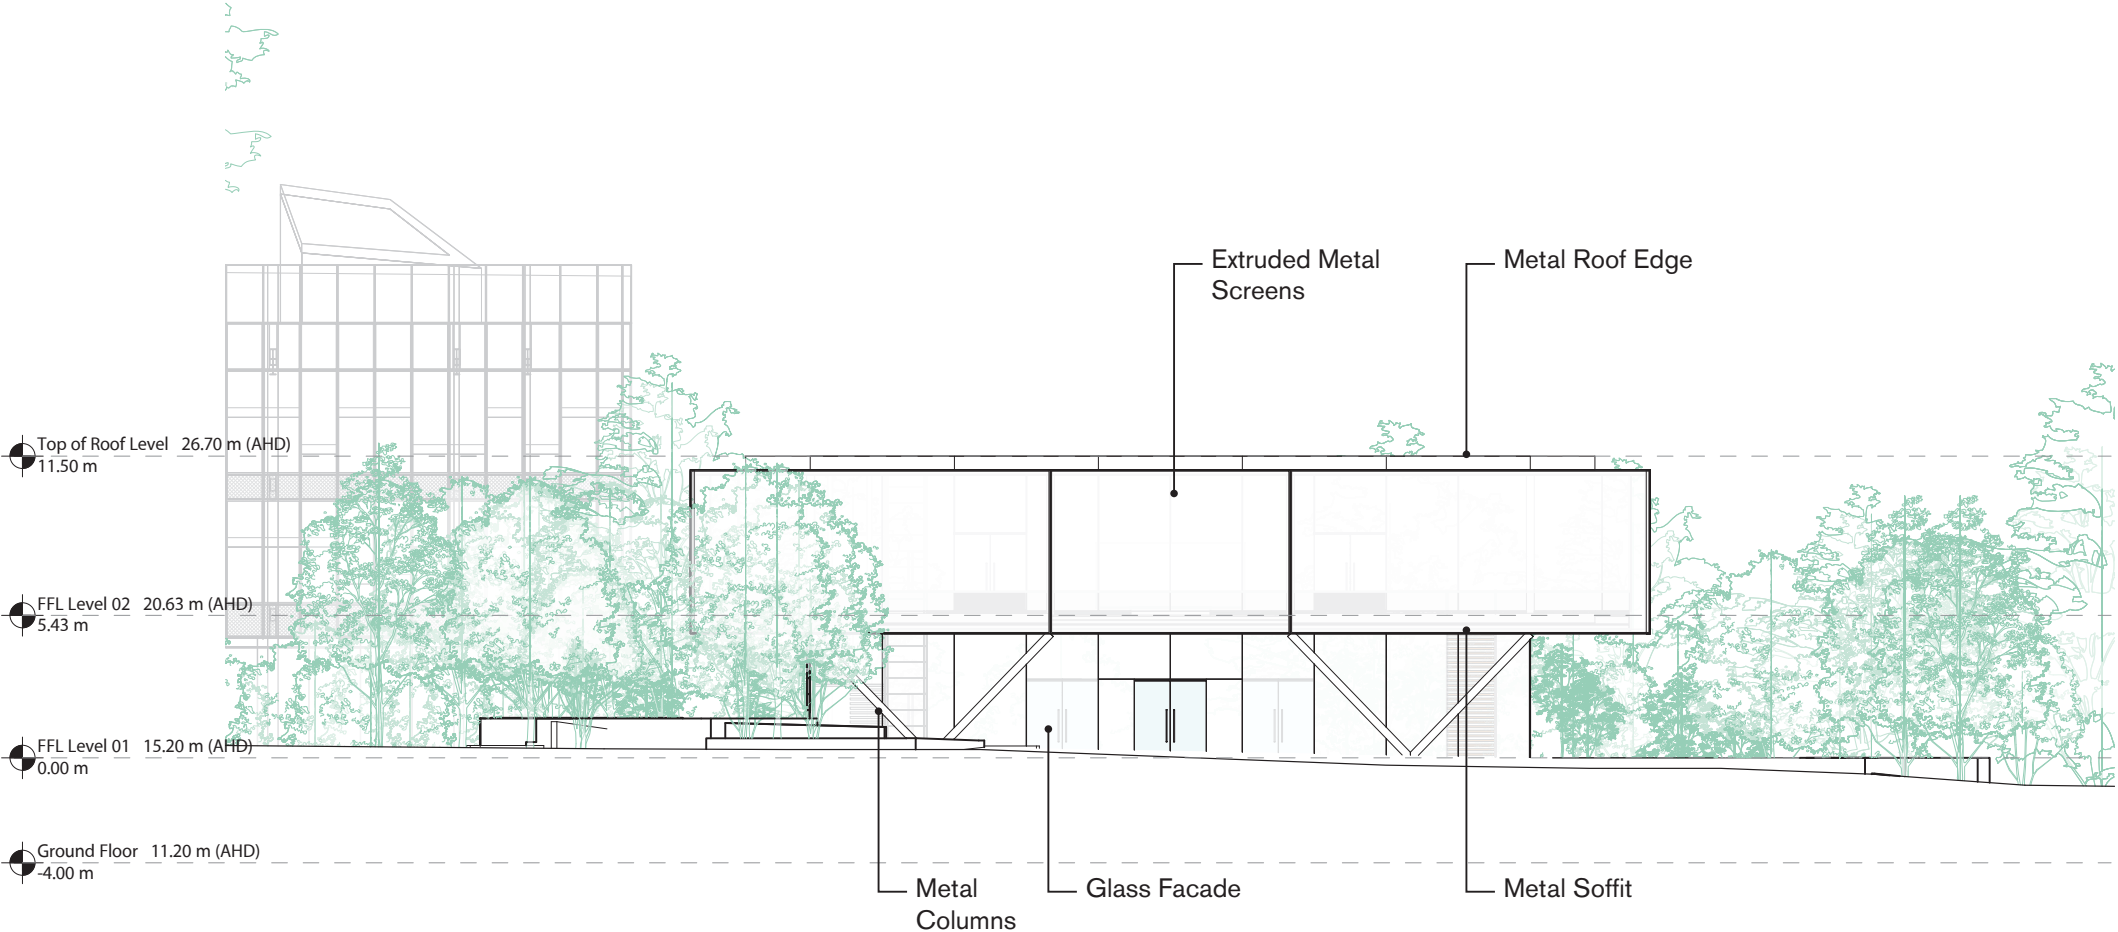 Extruded Metal
Screens
Metal Roof Edge
Top of Roof Level 26.70 m (AHD)
11.50 m
FFL Level 02 20.63 m (AHD)
5.43 m
FFL Level 01 15.20 m (AHD)
0.00 m
Ground Floor 11.20 m (AHD)
-4.00 m
Metal
Columns
Glass Facade
Metal Soffit